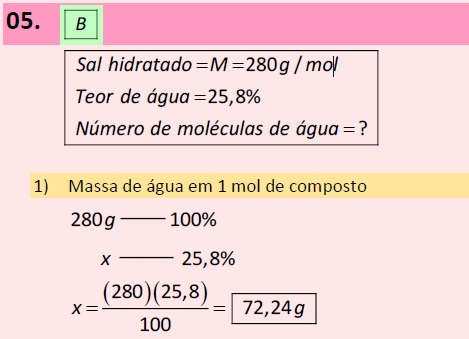 05. B
Sal hidratado = M = 280 g / mol
Teor de água = 25,8%
Número de moléculas de água = ?
1) Massa de água em 1 mol de composto
280 g —— 100%
x —— 25,8%
x = (280)(25,8) / 100 = 72,24 g